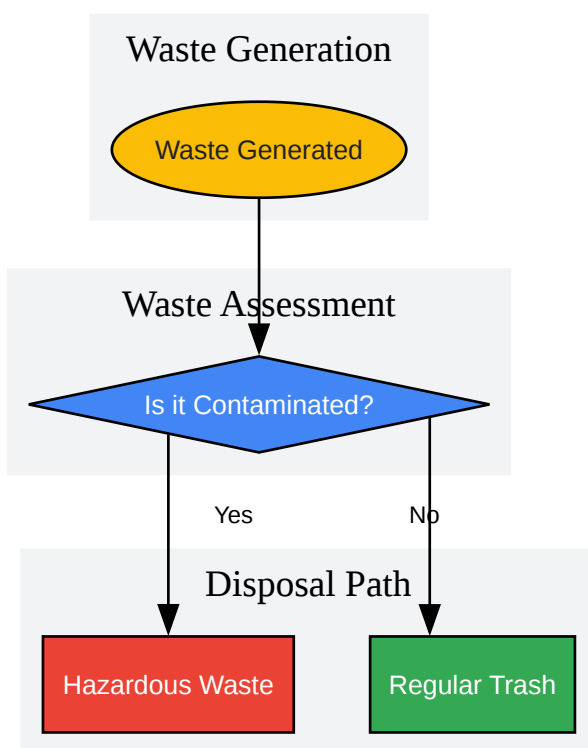 Waste Generation
Waste Generated
Waste Assessment
Is it Contaminated?
Yes
No
Disposal Path
Hazardous Waste
Regular Trash